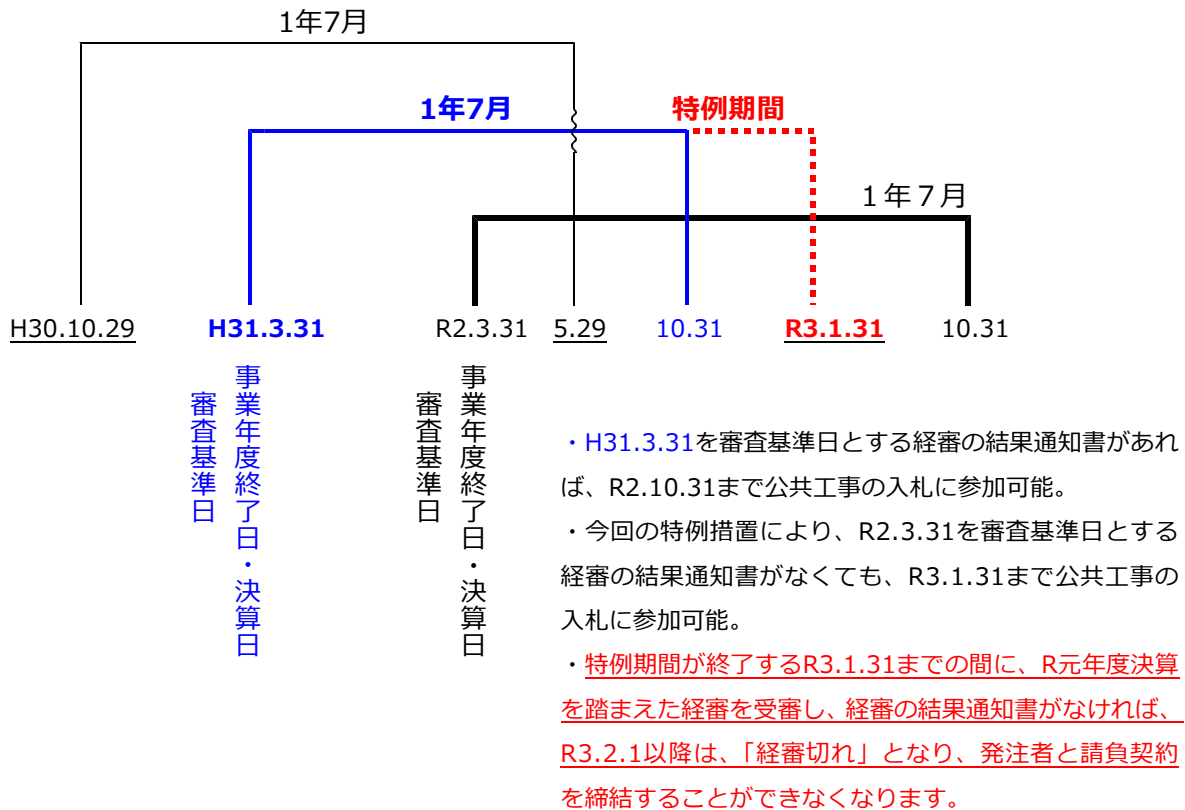 1年7月
1年7月
特例期間
１年７月
H30.10.29
H31.3.31
R2.3.31
5.29
10.31
R3.1.31
10.31
事業年度終了日・決算日
審査基準日
事業年度終了日・決算日
審査基準日
・H31.3.31を審査基準日とする経審の結果通知書があれ
ば、R2.10.31まで公共工事の入札に参加可能。
・今回の特例措置により、R2.3.31を審査基準日とする
経審の結果通知書がなくても、R3.1.31まで公共工事の
入札に参加可能。
・特例期間が終了するR3.1.31までの間に、R元年度決算
を踏まえた経審を受審し、経審の結果通知書がなければ、
R3.2.1以降は、「経審切れ」となり、発注者と請負契約
を締結することができなくなります。